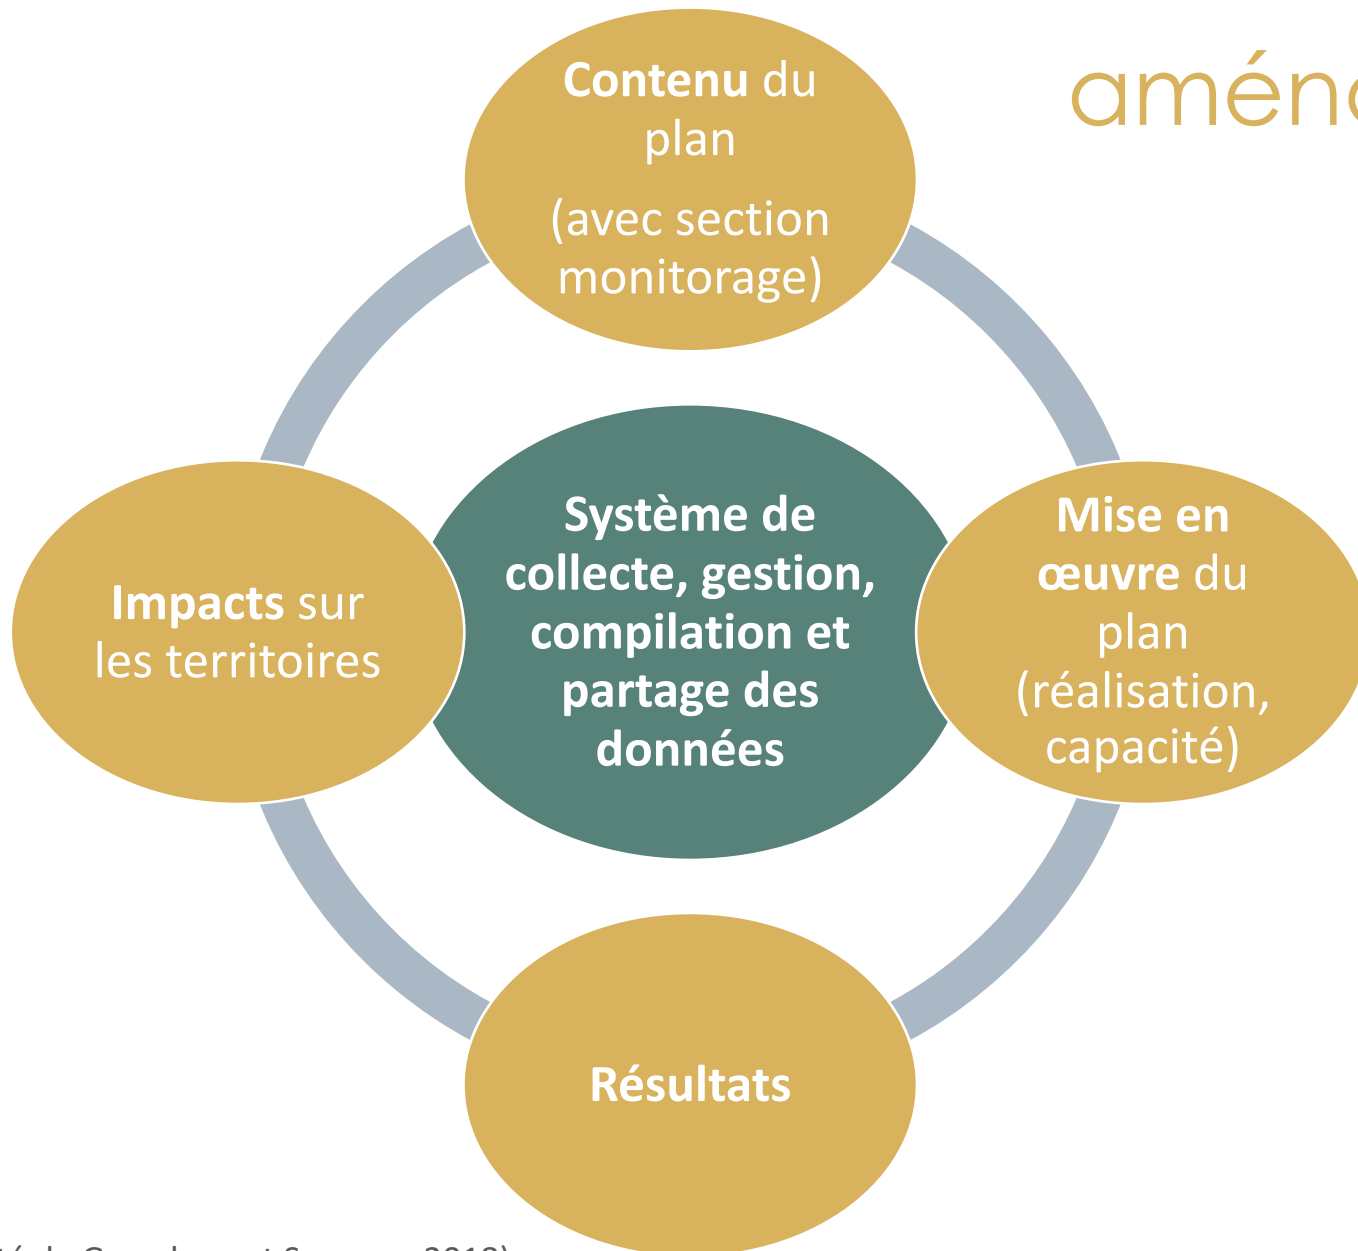 Contenu du
plan
(avec section
monitorage)
Système de
collecte, gestion,
compilation et
partage des
données
Mise en
œuvre du
plan
(réalisation,
capacité)
Résultats
Impacts sur
les territoires